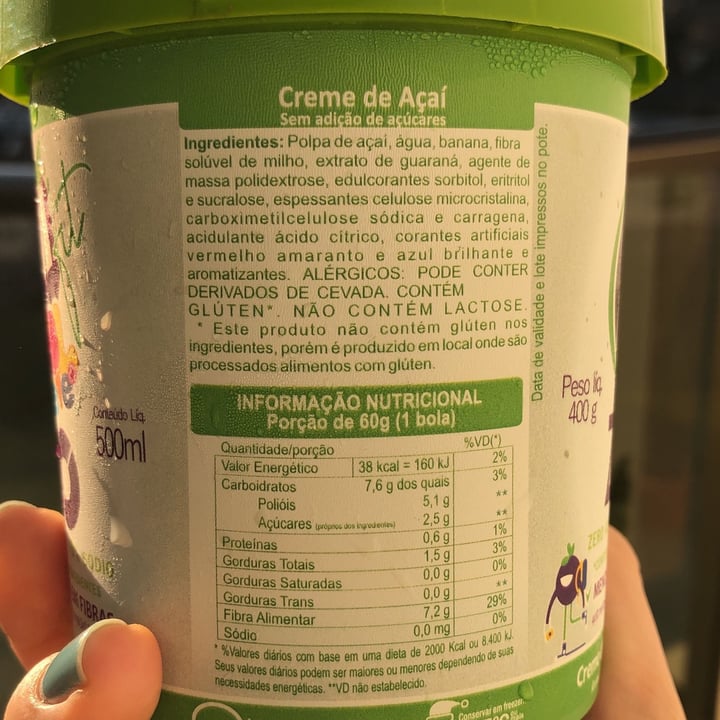 Creme de Açaí
Sem adição de açúcares
Ingredientes: Polpa de açaí, água, banana, fibra
solúvel de milho, extrato de guaraná, agente de
massa polidextrose, edulcorantes sorbitol, eritritol
e sucralose, espessantes celulose microcristalina,
carboximetilcelulose sódica e carragena,
acidulante ácido cítrico, corantes artificiais
vermelho amaranto e azul brilhante e
aromatizantes. ALÉRGICOS: PODE CONTER
DERIVADOS DE CEVADA. CONTÉM
GLÚTEN*. NÃO CONTÉM LACTOSE.
* Este produto não contém glúten nos
ingredientes, porém é produzido em local onde são
processados alimentos com glúten.
Data de validade e lote impressos no pote.
INFORMAÇÃO NUTRICIONAL
Porção de 60g (1 bola)
Quantidade/porção %VD(*)
Valor Energético 38 kcal = 160 kJ 2%
Carboidratos 7,6 g dos quais 3%
Polióis 5,1 g **
Açúcares (próprios dos ingredientes) 2,5 g **
Proteínas 0,6 g 1%
Gorduras Totais 1,5 g 3%
Gorduras Saturadas 0,0 g 0%
Gorduras Trans 0,0 g **
Fibra Alimentar 7,2 g 29%
Sódio 0,0 mg 0%
* %Valores diários com base em uma dieta de 2000 Kcal ou 8.400 kJ.
Seus valores diários podem ser maiores ou menores dependendo de suas
necessidades energéticas. **VD não estabelecido.
Conservar em freezer.
Conteúdo Líq.
500ml
FIBRAS
Peso líq.
400 g
ZERO